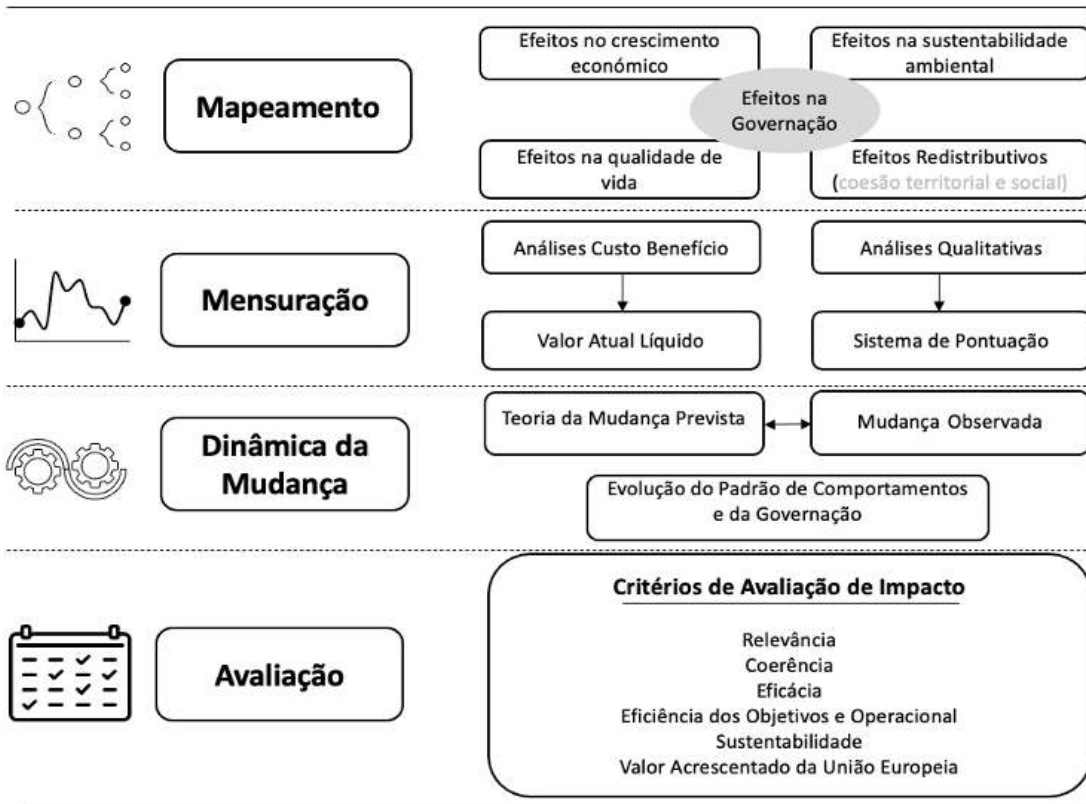 Mapeamento
Efeitos no crescimento
económico
Efeitos na sustentabilidade
ambiental
Efeitos na
Governação
Efeitos na qualidade de
vida
Efeitos Redistributivos
(coesão territorial e social)
Mensuração
Análises Custo Benefício
Análises Qualitativas
Valor Atual Líquido
Sistema de Pontuação
Dinâmica da
Mudança
Teoria da Mudança Prevista
Mudança Observada
Evolução do Padrão de Comportamentos
e da Governação
Avaliação
Critérios de Avaliação de Impacto
Relevância
Coerência
Eficácia
Eficiência dos Objetivos e Operacional
Sustentabilidade
Valor Acrescentado da União Europeia